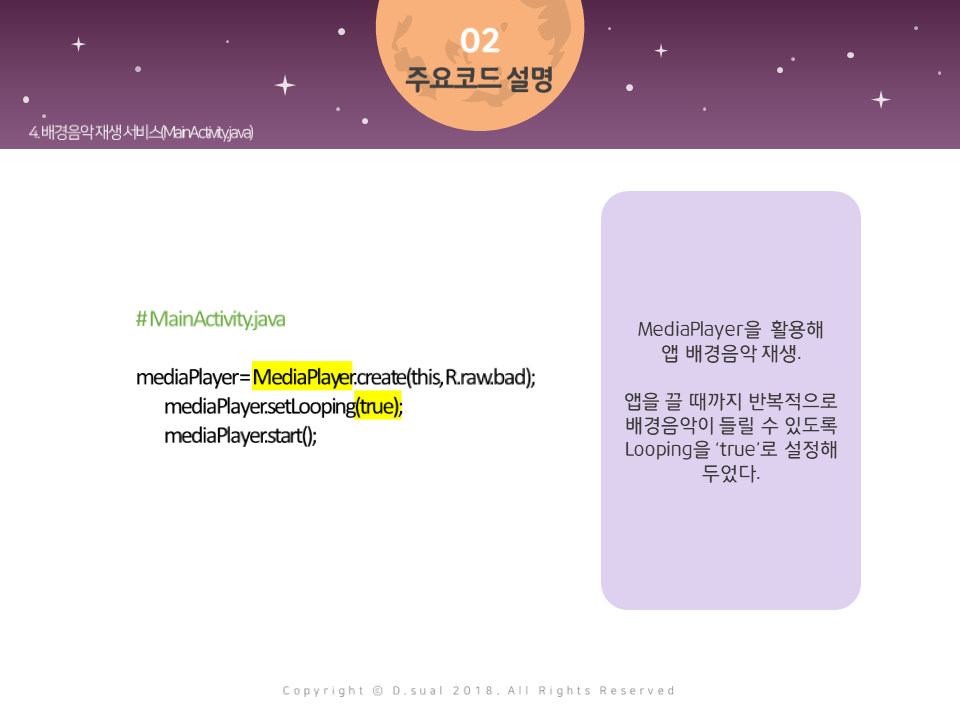 02
주요코드 설명
4. 배경음악 재생 서비스(MainActivity.java)
# MainActivity.java
mediaPlayer = MediaPlayer.create(this, R.raw.bad);
mediaPlayer.setLooping(true);
mediaPlayer.start();
MediaPlayer을 활용해
앱 배경음악 재생.
앱을 끌 때까지 반복적으로
배경음악이 들릴 수 있도록
Looping을 ‘true’로 설정해
두었다.
Copyright © D.sual 2018. All Rights Reserved